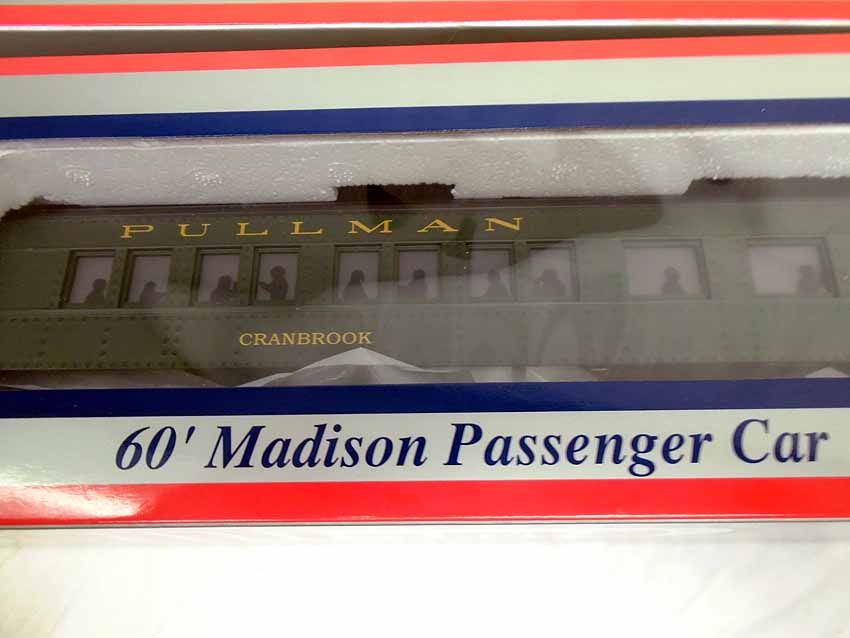 PULLMAN
CRANBROOK
60' Madison Passenger Car